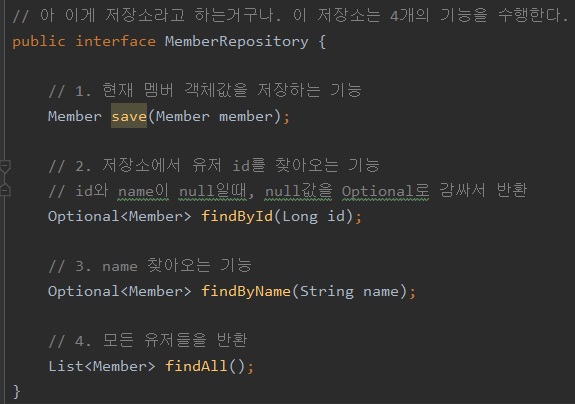 // 아 이게 저장소라고 하는거구나. 이 저장소는 4개의 기능을 수행한다.
public interface MemberRepository {
// 1. 현재 멤버 객체값을 저장하는 기능
Member save(Member member);
// 2. 저장소에서 유저 id를 찾아오는 기능
// id와 name이 null일때, null값을 Optional로 감싸서 반환
Optional<Member> findById(Long id);
// 3. name 찾아오는 기능
Optional<Member> findByName(String name);
// 4. 모든 유저들을 반환
List<Member> findAll();
}